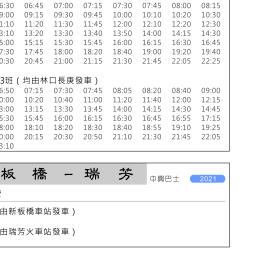 6:30 06:45 07:00 07:15 07:30 07:45 08:00 08:15
9:00 09:15 09:30 09:45 10:00 10:10 10:20 10:30
1:10 11:20 11:30 11:45 12:00 12:10 12:20 12:30
3:10 13:20 13:30 13:40 13:50 14:00 14:15 14:30
5:00 15:15 15:30 15:45 16:00 16:15 16:30 16:45
7:30 17:45 18:00 18:20 18:40 19:00 19:20 19:40
0:30 20:45 21:00 21:15 21:30 21:45 22:05 22:25
3班（均由林口長庚發車）
6:50 07:15 07:30 07:45 08:05 08:20 08:40 09:00
0:00 10:20 10:40 11:00 11:20 11:40 12:00 12:15
3:00 13:15 13:30 13:45 14:00 14:15 14:30 14:45
5:30 15:45 16:00 16:15 16:30 16:45 16:55 17:15
8:00 18:10 18:20 18:30 18:40 18:55 19:10 19:25
0:00 20:15 20:30 20:50 21:10 21:30 21:45 22:05
3:10
板橋－瑞芳 中興巴士 2021
由新板橋車站發車）
由瑞芳火車站發車）